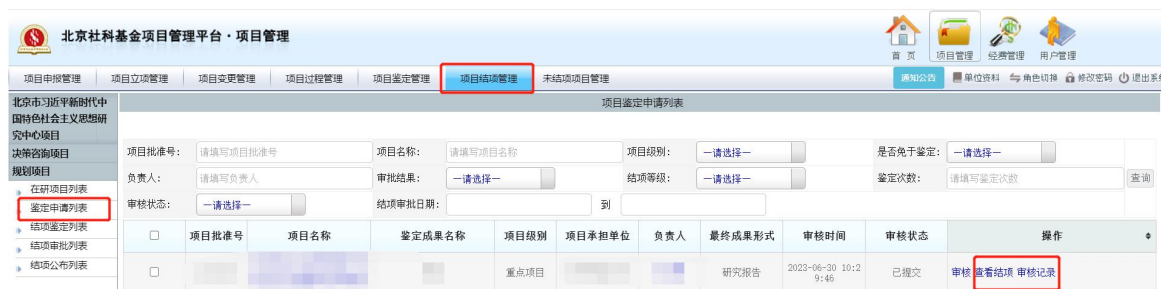 北京社科基金项目管理平台·项目管理
首 页 项目管理 经费管理 用户管理
项目申报管理 项目立项管理 项目变更管理 项目过程管理 项目鉴定管理 项目结项管理 未结项项目管理 通知公告 单位资料 角色切换 修改密码 退出系统
北京市习近平新时代中
国特色社会主义思想研
究中心项目
决策咨询项目
规划项目
在研项目列表
鉴定申请列表
结项鉴定列表
结项审批列表
结项公布列表
项目鉴定申请列表
项目批准号: 请填写项目批准号 项目名称: 请填写项目名称 项目级别: 一请选择一 是否免于鉴定: 一请选择一
负责人: 请填写负责人 审批结果: 一请选择一 结项等级: 一请选择一 鉴定次数: 请填写鉴定次数 查询
审核状态: 一请选择一 结项审批日期: 到
项目批准号 项目名称 鉴定成果名称 项目级别 项目承担单位 负责人 最终成果形式 审核时间 审核状态 操作
重点项目 研究报告 2023-06-30 10:2 已提交 审核 查看结项 审核记录
9:46